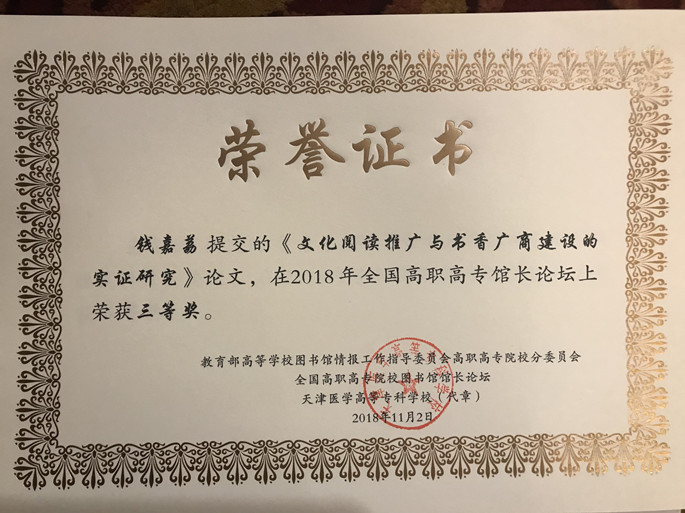 荣誉证书
钱嘉荔 提交的《文化阅读推广与书香广商建设的
实证研究》论文，在2018年全国高职高专馆长论坛上
荣获三等奖。
教育部高等学校图书馆情报工作指导委员会高职高专院校分委员会
全国高职高专院校图书馆馆长论坛
天津医学高等专科学校（代章）
2018年11月2日